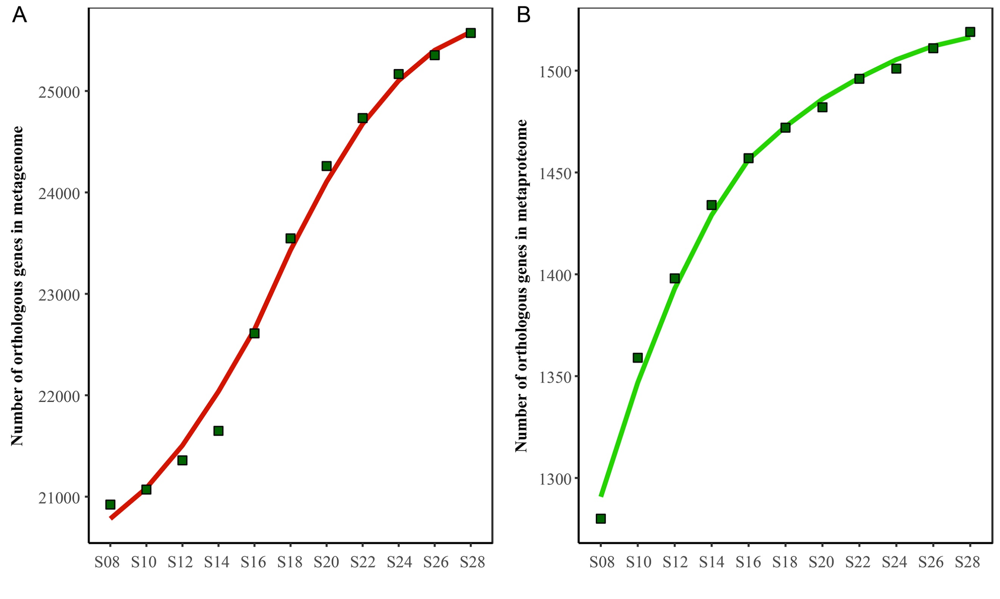 A
Number of orthologous genes in metagenome
25000
24000
23000
22000
21000
S08 S10 S12 S14 S16 S18 S20 S22 S24 S26 S28
B
Number of orthologous genes in metaproteome
1500
1450
1400
1350
1300
S08 S10 S12 S14 S16 S18 S20 S22 S24 S26 S28